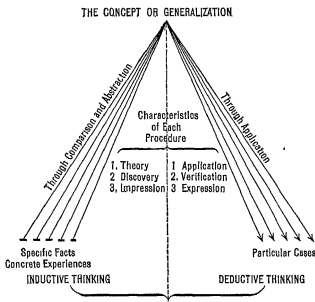 THE CONCEPT OR GENERALIZATION
Through Comparison and Abstraction
Through Application
Characteristics
of Each
Procedure
1. Theory
2 Discovery
3, Impression
1 Application
2. Verification
3 Expression
Specific Facts
Concrete Experiences
Particular Cases
INDUCTIVE THINKING
DEDUCTIVE THINKING